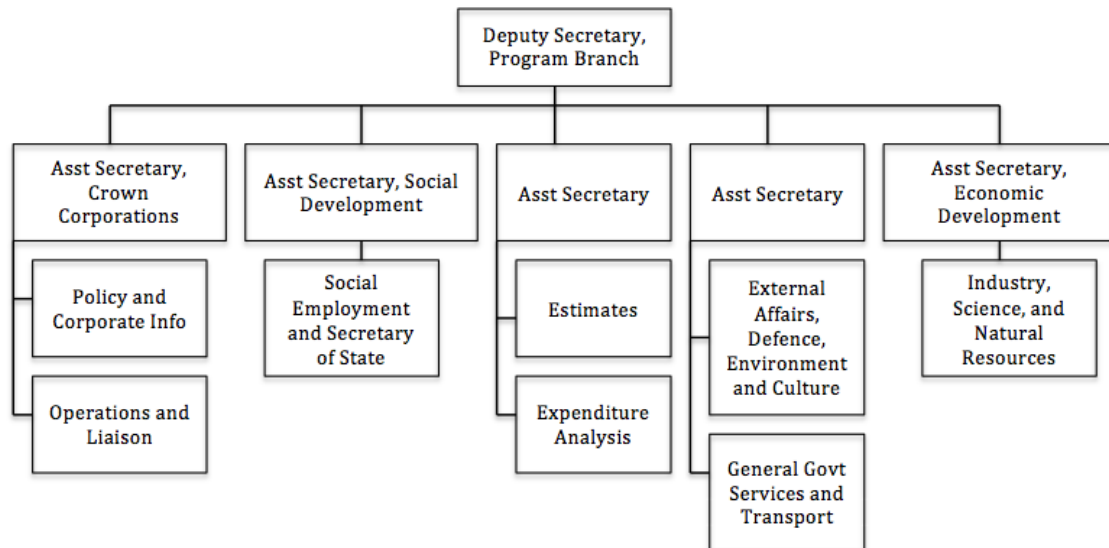 Deputy Secretary,
Program Branch
Asst Secretary,
Crown
Corporations
Asst Secretary, Social
Development
Asst Secretary
Asst Secretary
Asst Secretary,
Economic
Development
Policy and
Corporate Info
Operations and
Liaison
Social
Employment
and Secretary
of State
Estimates
Expenditure
Analysis
External
Affairs,
Defence,
Environment
and Culture
General Govt
Services and
Transport
Industry,
Science, and
Natural
Resources